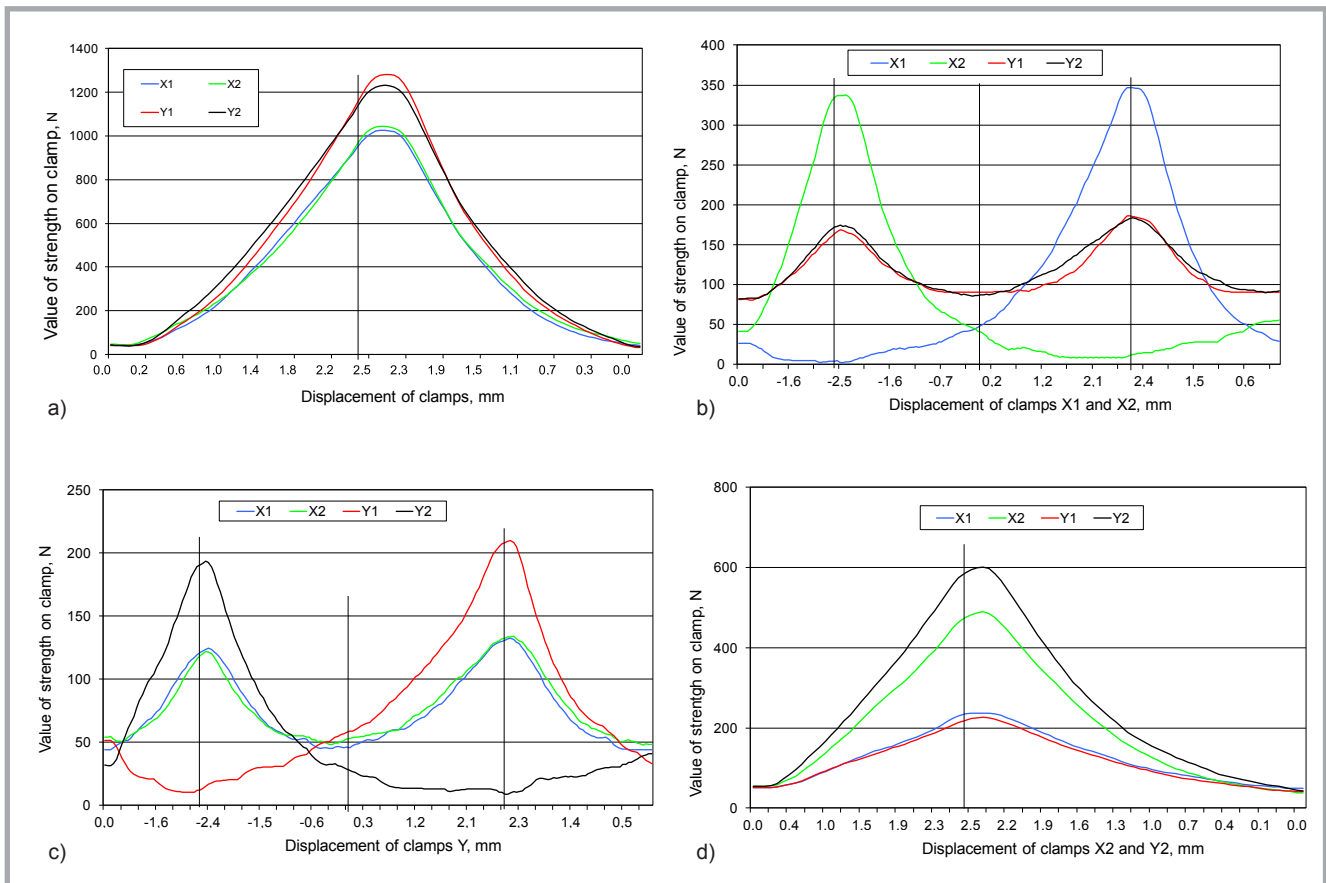 1400
1200
1000
800
600
400
200
0
Value of strength on clamp, N
X1 X2
Y1 Y2
0.0 0.2 0.6 1.0 1.4 1.8 2.2 2.5 2.3 1.9 1.5 1.1 0.7 0.3 0.0
Displacement of clamps, mm
a)
400
350
300
250
200
150
100
50
0
Value of strength on clamp, N
X1 X2 Y1 Y2
0.0 -1.6 -2.5 -1.6 -0.7 0.2 1.2 2.1 2.4 1.5 0.6
Displacement of clamps X1 and X2, mm
b)
250
200
150
100
50
0
Value of strength on clamp, N
X1 X2 Y1 Y2
0.0 -1.6 -2.4 -1.5 -0.6 0.3 1.2 2.1 2.3 1.4 0.5
Displacement of clamps Y, mm
c)
800
600
400
200
0
Value of strentgh on clamp, N
X1 X2 Y1 Y2
0.0 0.4 1.0 1.5 1.9 2.3 2.5 2.2 1.9 1.6 1.2 1.0 0.7 0.4 0.1 0.0
Displacement of clamps X2 and Y2, mm
d)